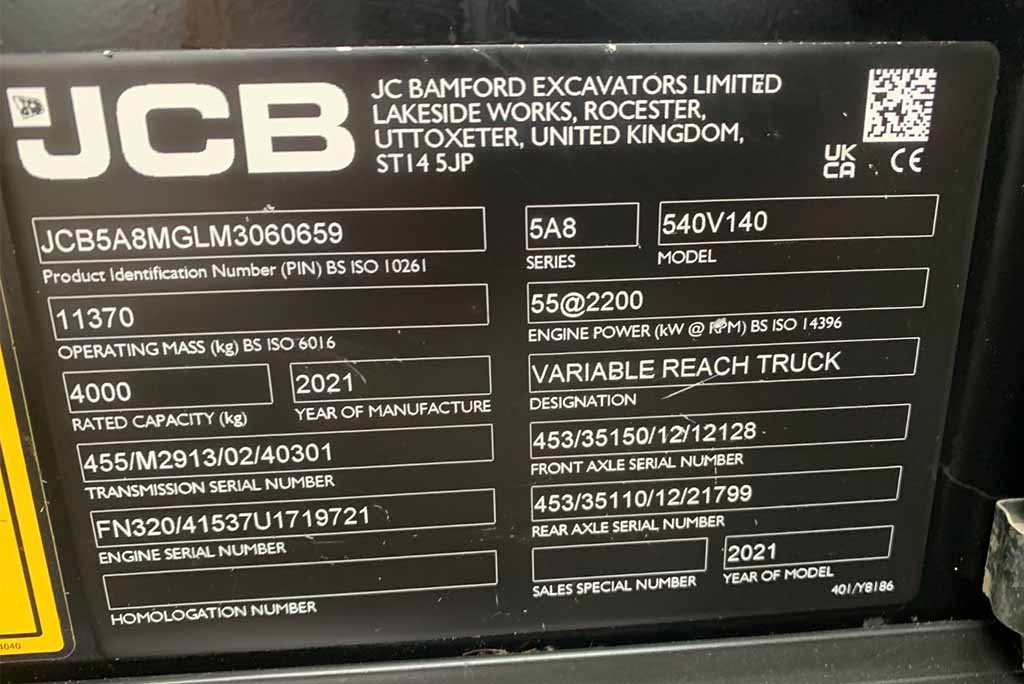 JCB
JC BAMFORD EXCAVATORS LIMITED
LAKESIDE WORKS, ROCESTER,
UTTOXETER, UNITED KINGDOM,
ST14 5JP
UK
CA
CE
JCB5A8MGLM3060659
Product Identification Number (PIN) BS ISO 10261
5A8
SERIES
540V140
MODEL
11370
OPERATING MASS (kg) BS ISO 6016
55@2200
ENGINE POWER (kW @ RPM) BS ISO 14396
4000
RATED CAPACITY (kg)
2021
YEAR OF MANUFACTURE
VARIABLE REACH TRUCK
DESIGNATION
455/M2913/02/40301
TRANSMISSION SERIAL NUMBER
453/35150/12/12128
FRONT AXLE SERIAL NUMBER
FN320/41537U1719721
ENGINE SERIAL NUMBER
453/35110/12/21799
REAR AXLE SERIAL NUMBER
HOMOLOGATION NUMBER
SALES SPECIAL NUMBER
2021
YEAR OF MODEL
401/Y8186